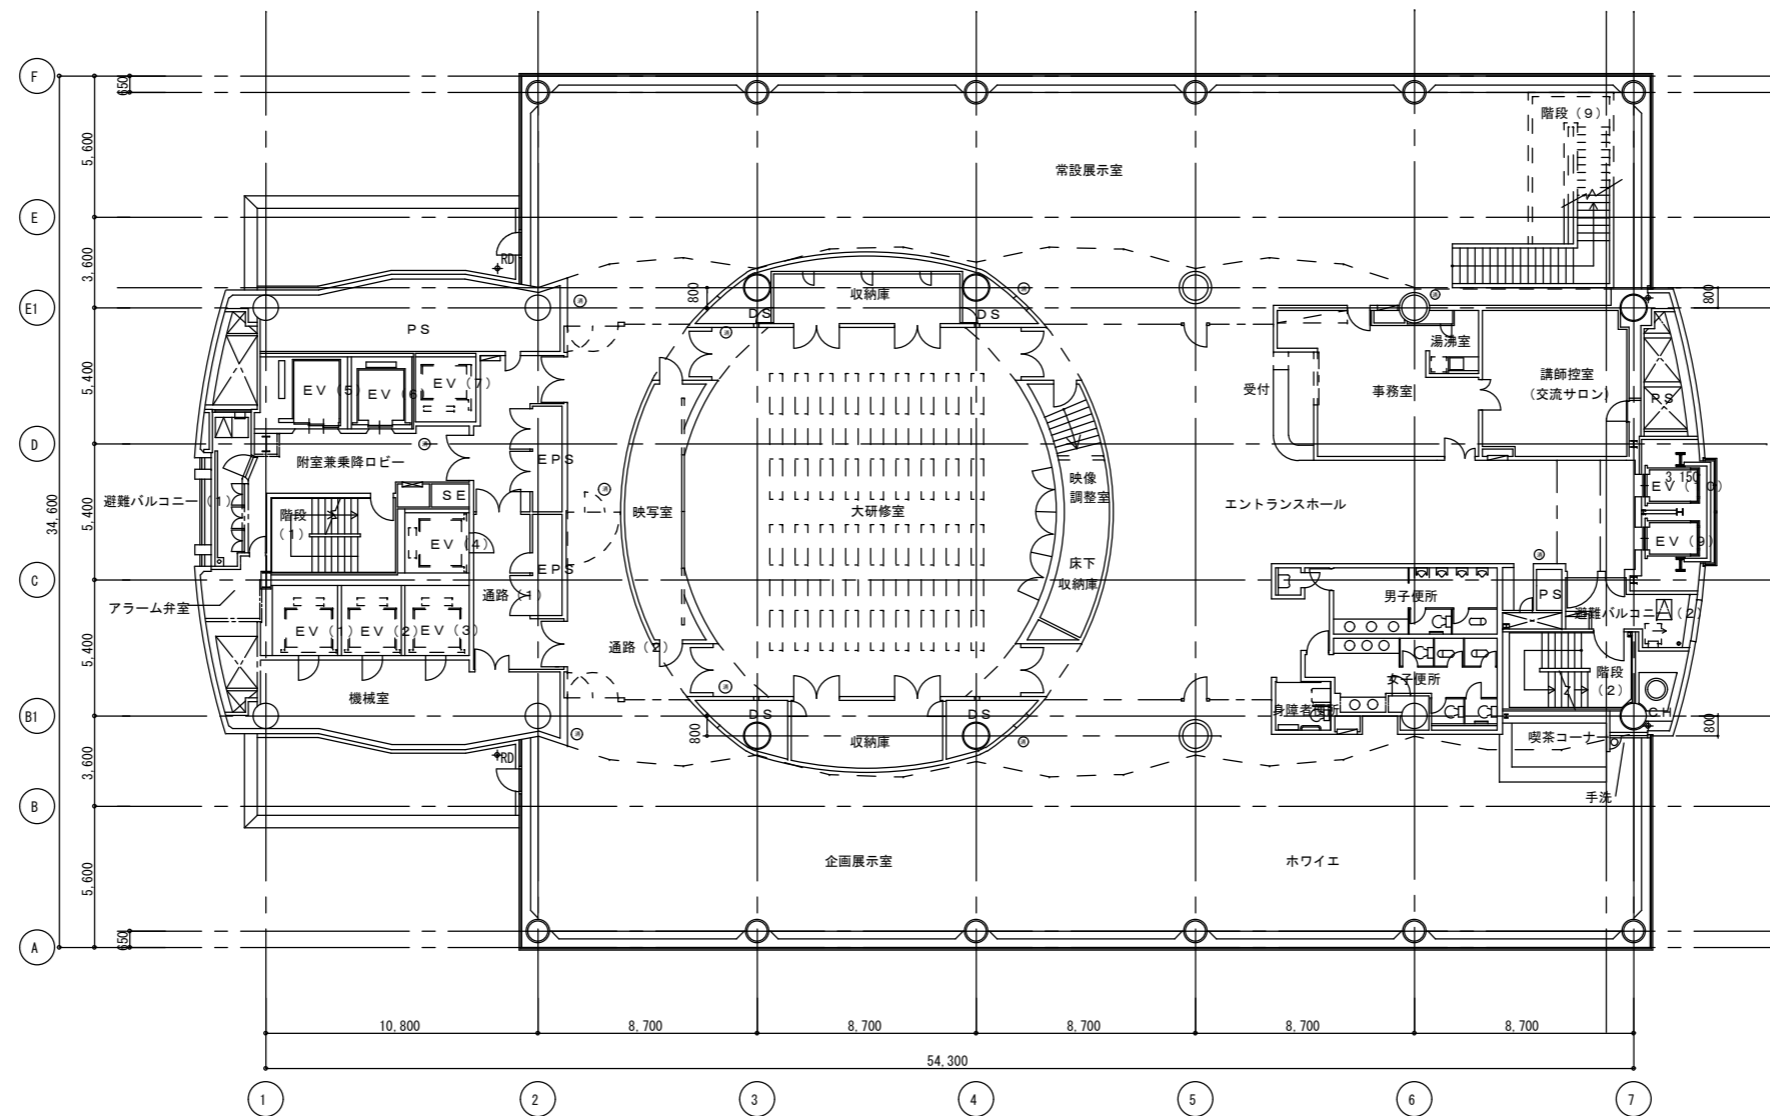 F
650
5,600
階段（９）
常設展示室
E
3,600
RD
E1
800
収納庫
ＤＳ
ＤＳ
800
ＰＳ
湯沸室
5,400
ＥＶ（５）
ＥＶ（６）
ＥＶ（７）
受付
事務室
講師控室
（交流サロン）
ＰＳ
D
附室兼乗降ロビー
ＥＰＳ
避難バルコニー（１）
ＳＥ
映写室
大研修室
映像
調整室
エントランスホール
3,150
ＥＶ（１０）
階段
（１）
34,600
5,400
ＥＶ（４）
ＥＶ（９）
C
ＥＰＳ
床下
収納庫
アラーム弁室
通路（１）
男子便所
ＰＳ
避難バルコニー（２）
ＥＶ（１）
ＥＶ（２）
ＥＶ（３）
5,400
通路（２）
機械室
女子便所
階段
（２）
B1
ＤＳ
ＤＳ
身障者便所
ＣＨ
800
収納庫
喫茶コーナー
800
3,600
RD
手洗
B
企画展示室
ホワイエ
5,600
650
A
10,800
8,700
8,700
8,700
8,700
8,700
54,300
1
2
3
4
5
6
7